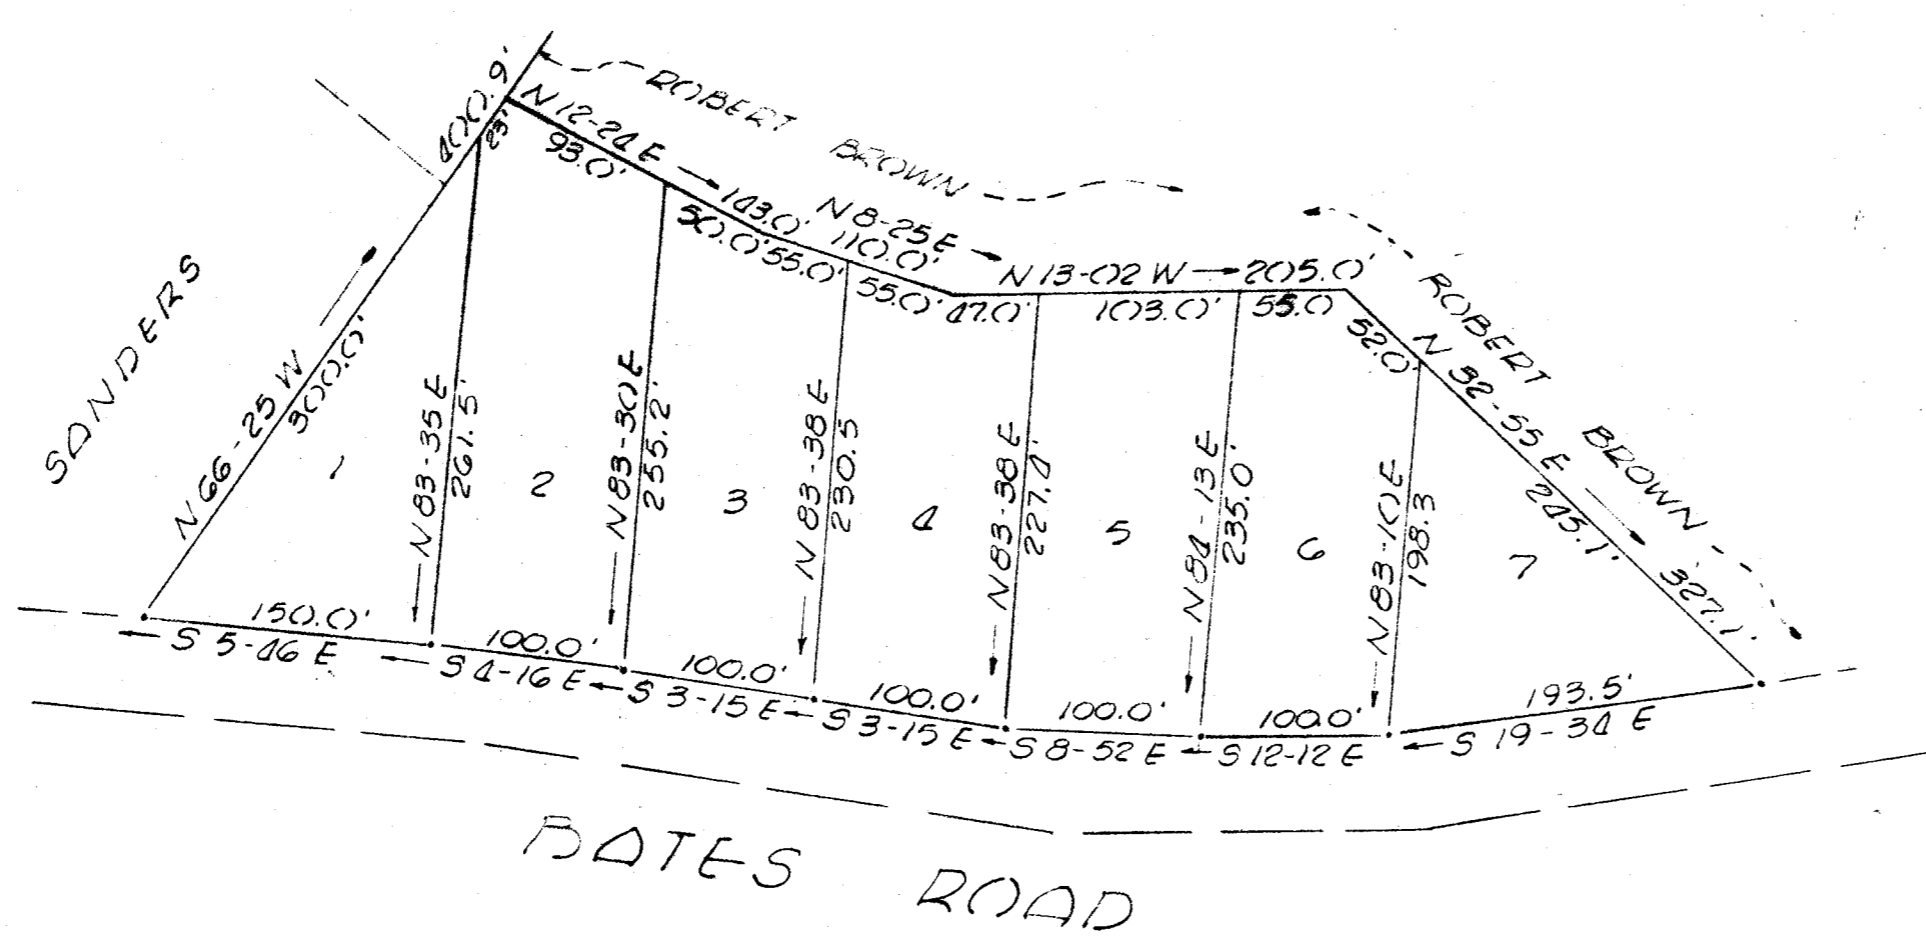 400.9'
23'
ROBERT BROWN
N 12-24 E
93.0'
143.0'
50.0'
N 8-25 E
110.0'
55.0'
55.0'
N 13-02 W
205.0'
47.0'
103.0'
55.0
ROBERT BROWN
52.0'
N 32-55 E
245.1'
327.1'
SANDERS
N 66-25 W
300.0'
1
N 83-35 E
261.5'
2
N 83-30 E
255.2'
3
N 83-38 E
230.5
4
N 83-38 E
227.4'
5
N 84-13 E
235.0'
6
N 83-10 E
198.3
7
150.0'
S 5-46 E
100.0'
S 4-16 E
100.0'
S 3-15 E
100.0'
S 3-15 E
100.0'
S 8-52 E
100.0'
S 12-12 E
193.5'
S 19-34 E
BATES ROAD